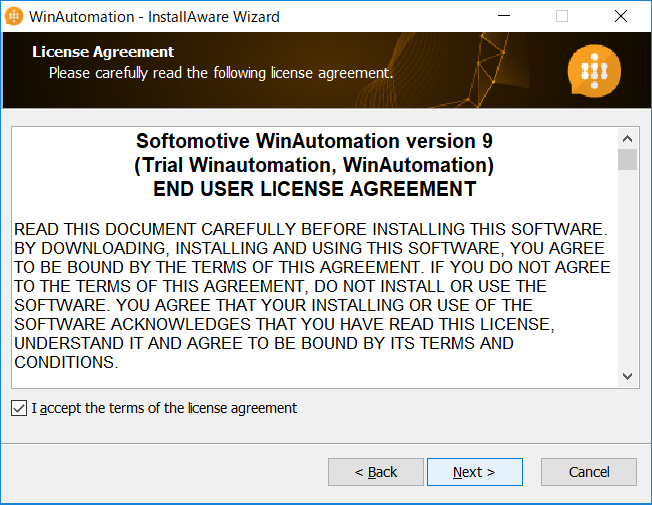 WinAutomation - InstallAware Wizard
License Agreement
Please carefully read the following license agreement.
Softomotive WinAutomation version 9
(Trial Winautomation, WinAutomation)
END USER LICENSE AGREEMENT
READ THIS DOCUMENT CAREFULLY BEFORE INSTALLING THIS SOFTWARE.
BY DOWNLOADING, INSTALLING AND USING THIS SOFTWARE, YOU AGREE
TO BE BOUND BY THE TERMS OF THIS AGREEMENT. IF YOU DO NOT AGREE
TO THE TERMS OF THIS AGREEMENT, DO NOT INSTALL OR USE THE
SOFTWARE. YOU AGREE THAT YOUR INSTALLING OR USE OF THE
SOFTWARE ACKNOWLEDGES THAT YOU HAVE READ THIS LICENSE,
UNDERSTAND IT AND AGREE TO BE BOUND BY ITS TERMS AND
CONDITIONS.
I accept the terms of the license agreement
< Back
Next >
Cancel